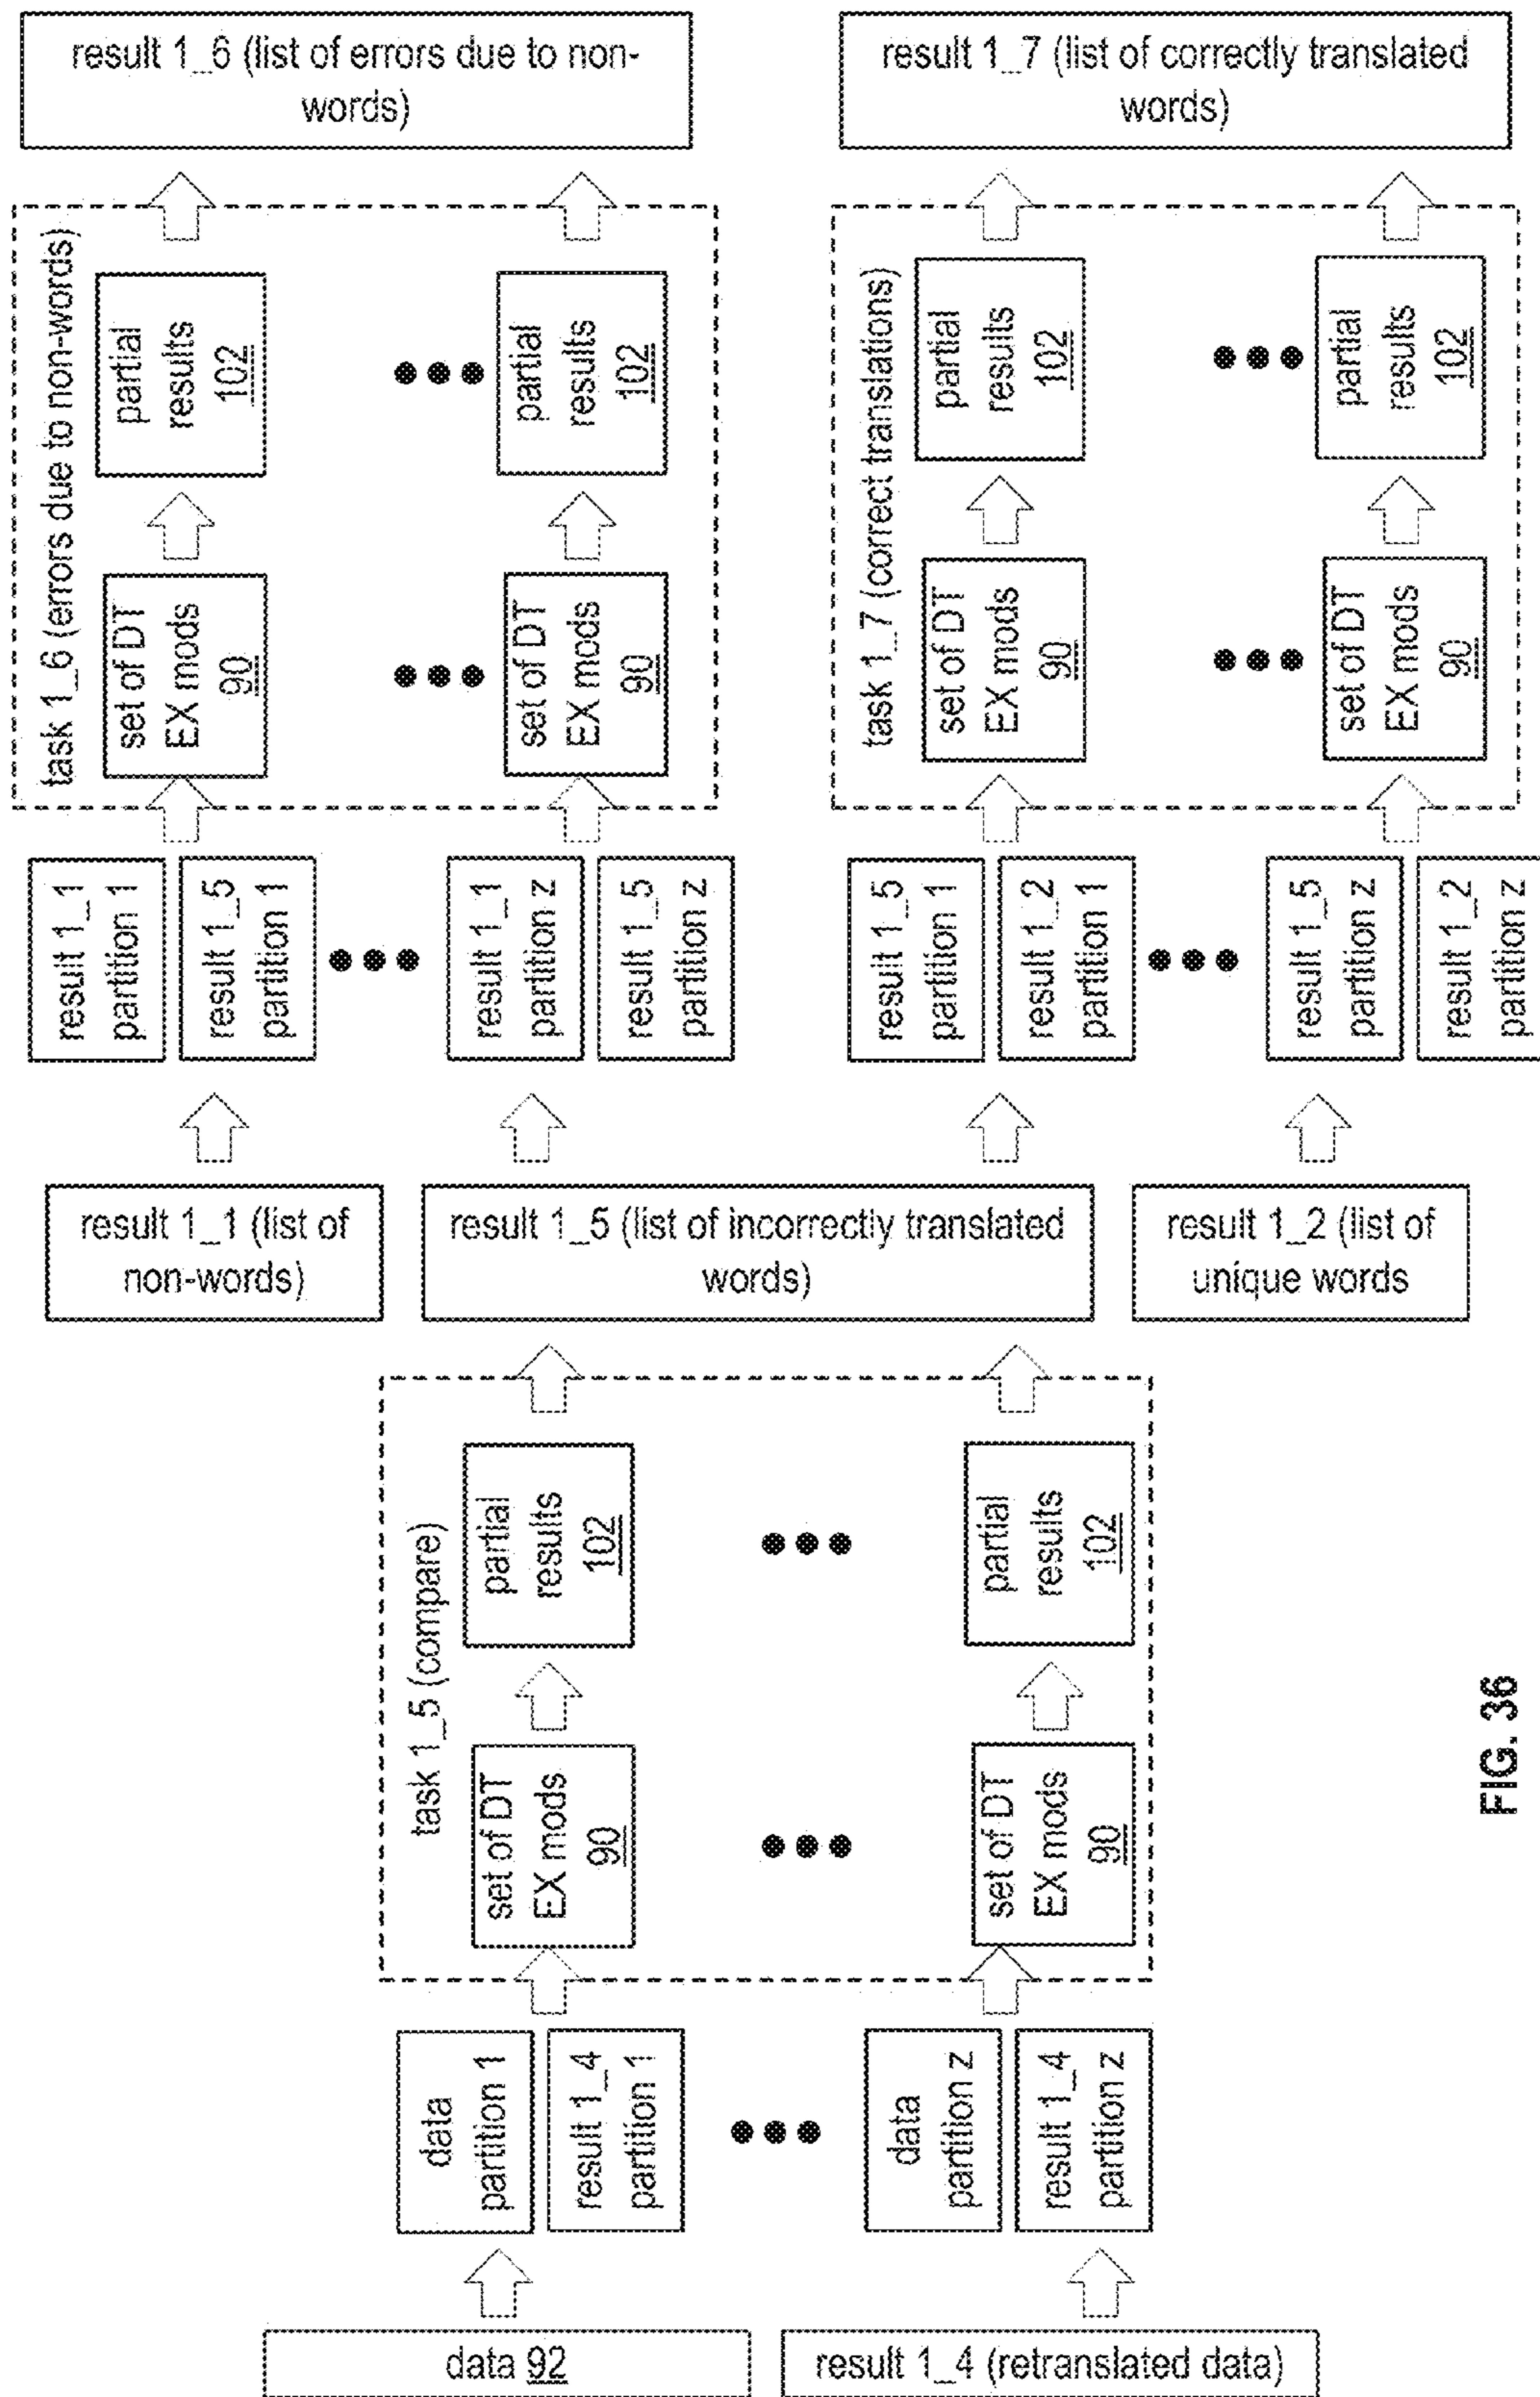 data 92
result 1_4 (retranslated data)
data
partition 1
result 1_4
partition 1
data
partition z
result 1_4
partition z
task 1_5 (compare)
set of DT
EX mods
90
partial
results
102
set of DT
EX mods
90
partial
results
102
result 1_1 (list of
non-words)
result 1_5 (list of incorrectly translated
words)
result 1_2 (list of
unique words
result 1_1
partition 1
result 1_5
partition 1
result 1_1
partition z
result 1_5
partition z
task 1_6 (errors due to non-words)
set of DT
EX mods
90
partial
results
102
set of DT
EX mods
90
partial
results
102
result 1_6 (list of errors due to non-
words)
result 1_5
partition 1
result 1_2
partition 1
result 1_5
partition z
result 1_2
partition z
task 1_7 (correct translations)
set of DT
EX mods
90
partial
results
102
set of DT
EX mods
90
partial
results
102
result 1_7 (list of correctly translated
words)
FIG. 36